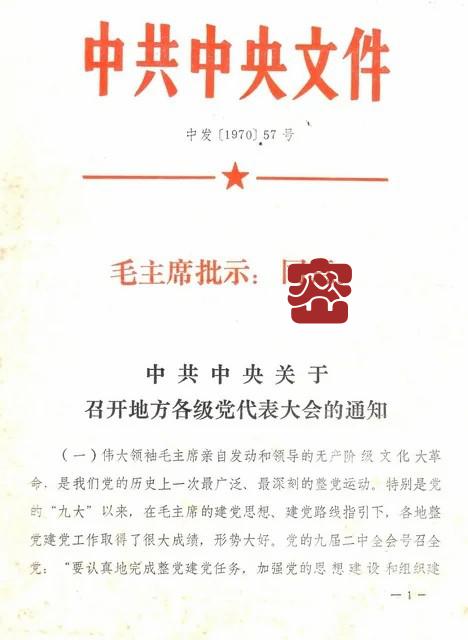 中共中央文件
中发〔1970〕57号
毛主席批示：
中共中央关于
召开地方各级党代表大会的通知
（一）伟大领袖毛主席亲自发动和领导的无产阶级文化大革
命，是我们党的历史上一次最广泛、最深刻的整党运动。特别是党
的“九大”以来，在毛主席的建党思想、建党路线指引下，各地整
党建党工作取得了很大成绩，形势大好。党的九届二中全会号召全
党：“要认真地完成整党建党任务，加强党的思想建设和组织建
—1—